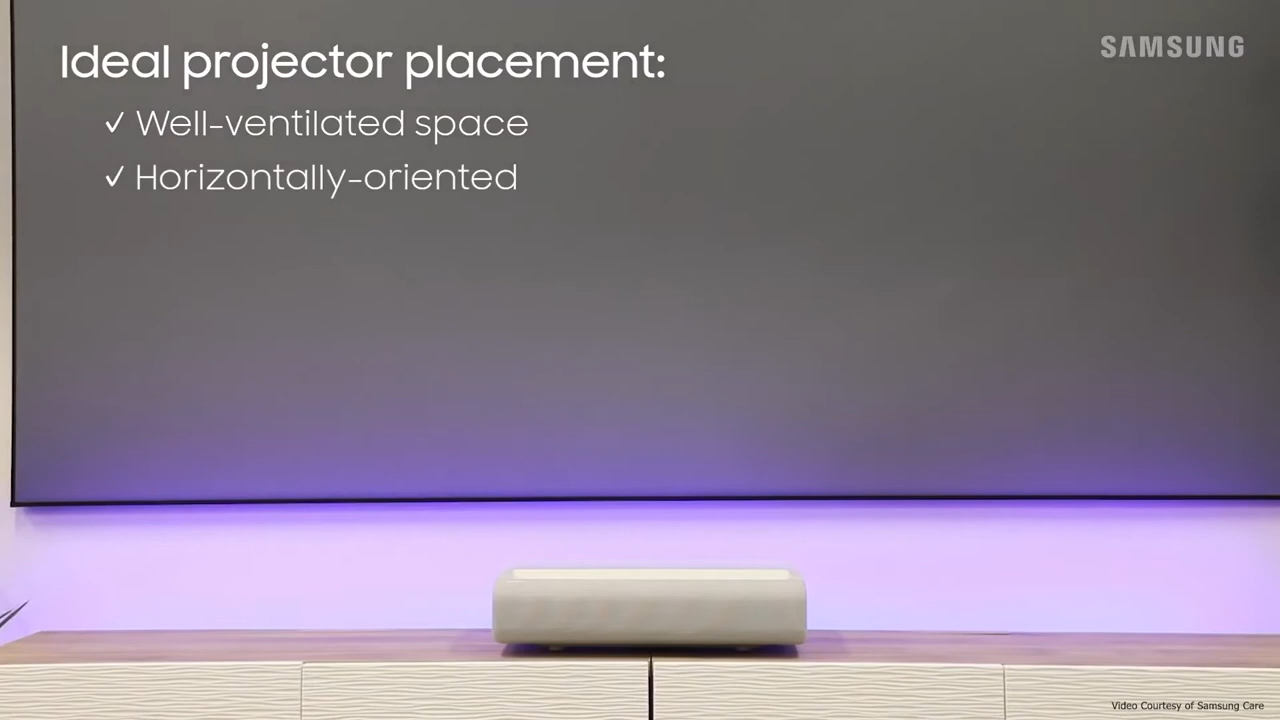 Ideal projector placement:
SAMSUNG
✓ Well-ventilated space
✓ Horizontally-oriented
Video Courtesy of Samsung Care